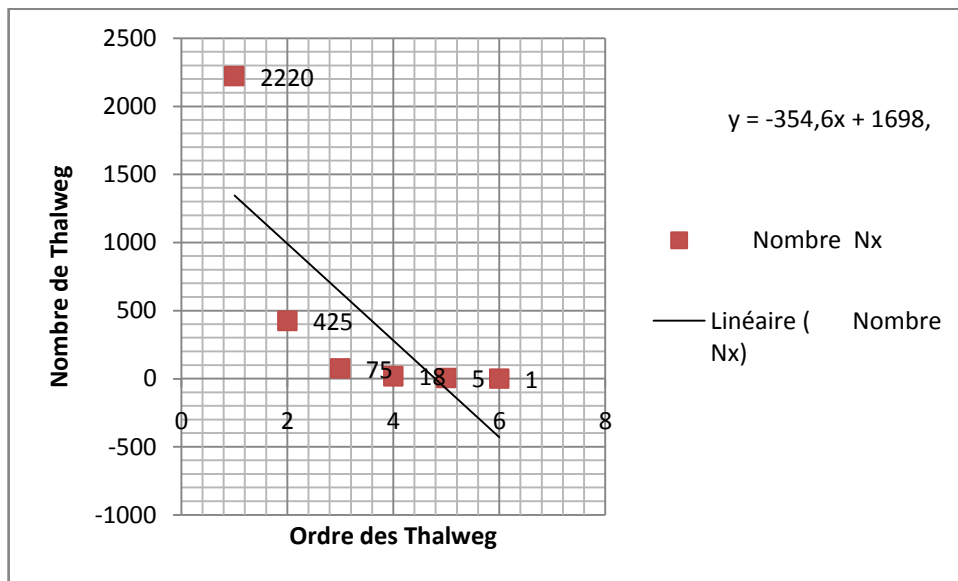 2500
2000
1500
1000
500
0
-500
-1000
0 2 4 6 8
2220
425
75
18
5
1
Nombre de Thalweg
Ordre des Thalweg
y = -354,6x + 1698,
Nombre Nx
Linéaire ( Nombre
Nx)